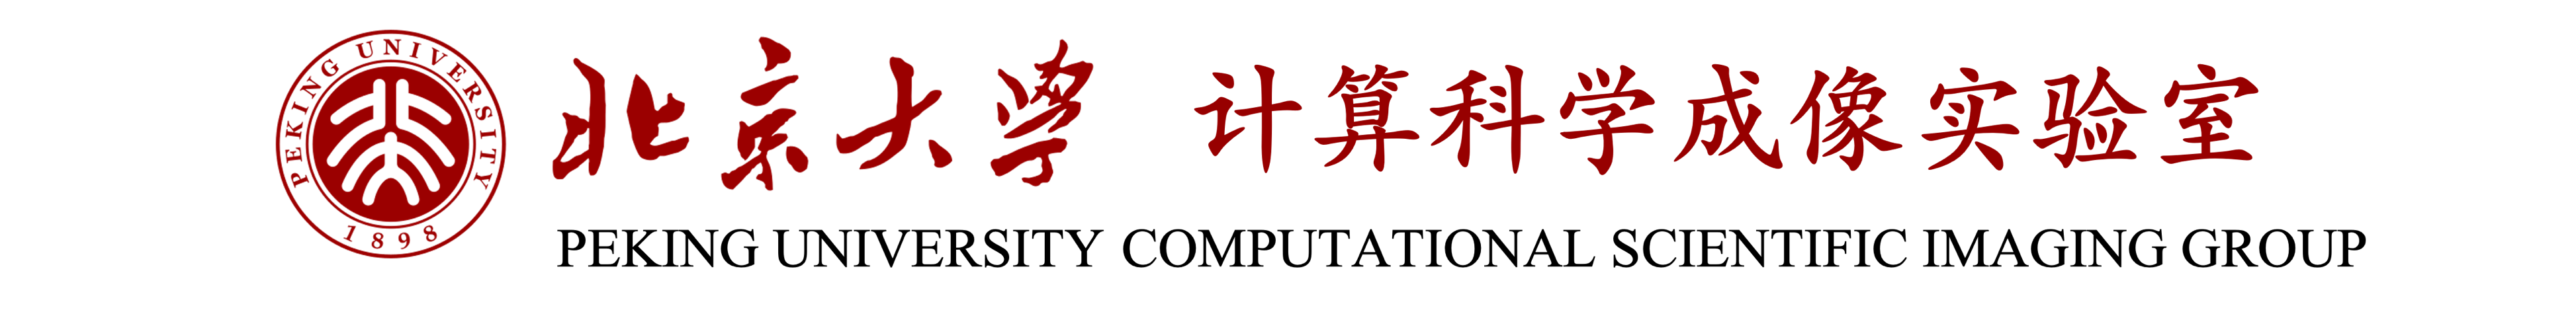 PEKING UNIVERSITY
1898
北京大学 计算科学成像实验室
PEKING UNIVERSITY COMPUTATIONAL SCIENTIFIC IMAGING GROUP